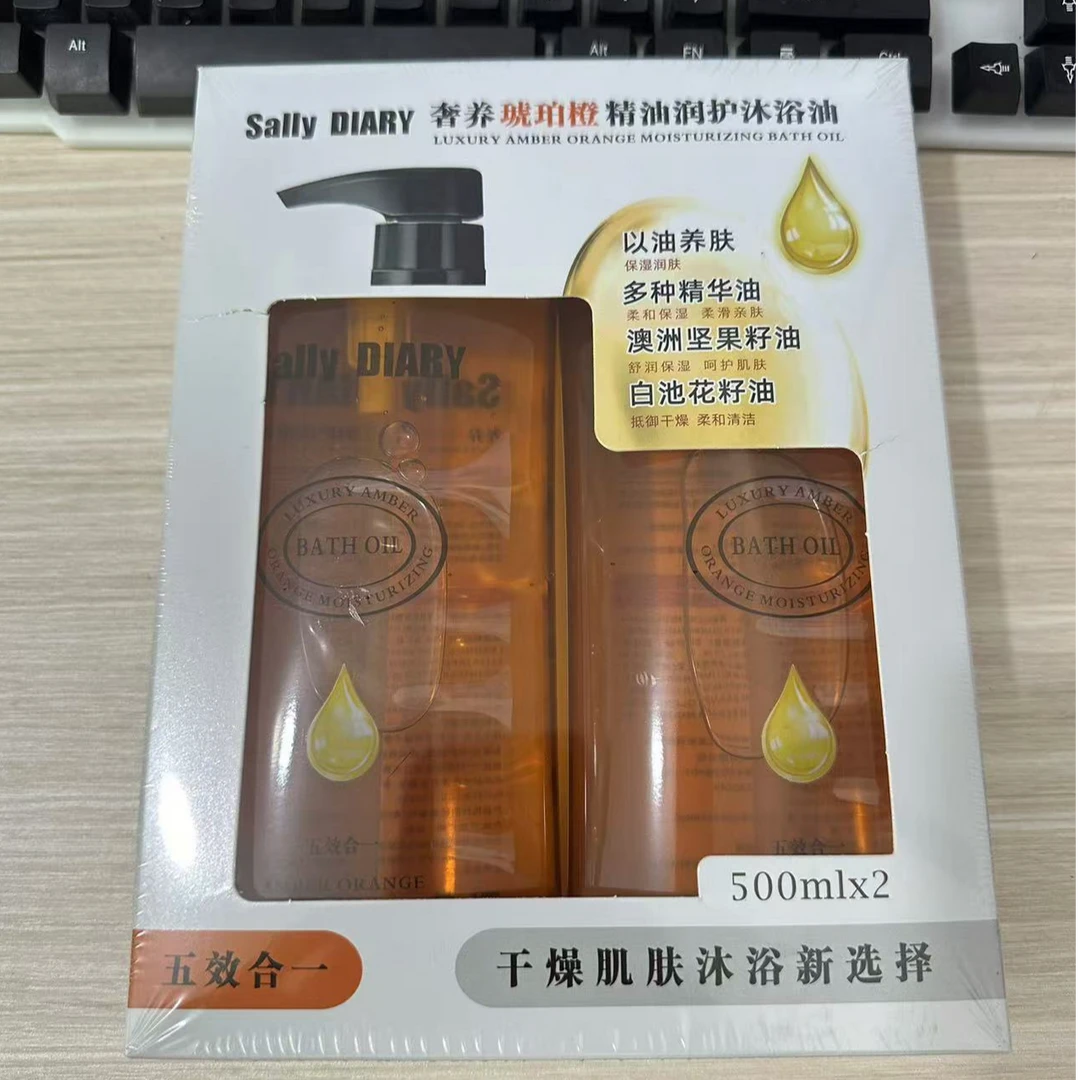 Alt
Alt
FN
Ctrl
Sally DIARY 奢养琥珀橙精油润护沐浴油
LUXURY AMBER ORANGE MOISTURIZING BATH OIL
以油养肤
保湿润肤
多种精华油
柔和保湿 柔滑亲肤
澳洲坚果籽油
舒润保湿 呵护肌肤
白池花籽油
抵御干燥 柔和清洁
ally DIARY
LUXURY AMBER
BATH OIL
ORANGE MOISTURIZING
LUXURY AMBER
BATH OIL
ORANGE MOISTURIZING
五效合一
五效合一
ORANGE
500mlx2
五效合一
干燥肌肤沐浴新选择